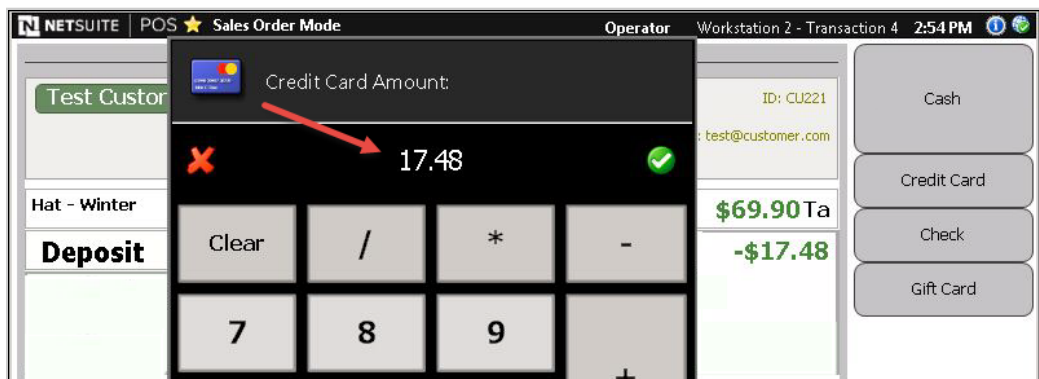 NETSUITE | POS Sales Order Mode Operator Workstation 2 - Transaction 4 2:54 PM
Credit Card Amount:
Test Custor
ID: CU221
: test@customer.com
17.48
Cash
Credit Card
Check
Gift Card
Hat - Winter $69.90 Ta
Deposit -$17.48
Clear / * -
7 8 9 +